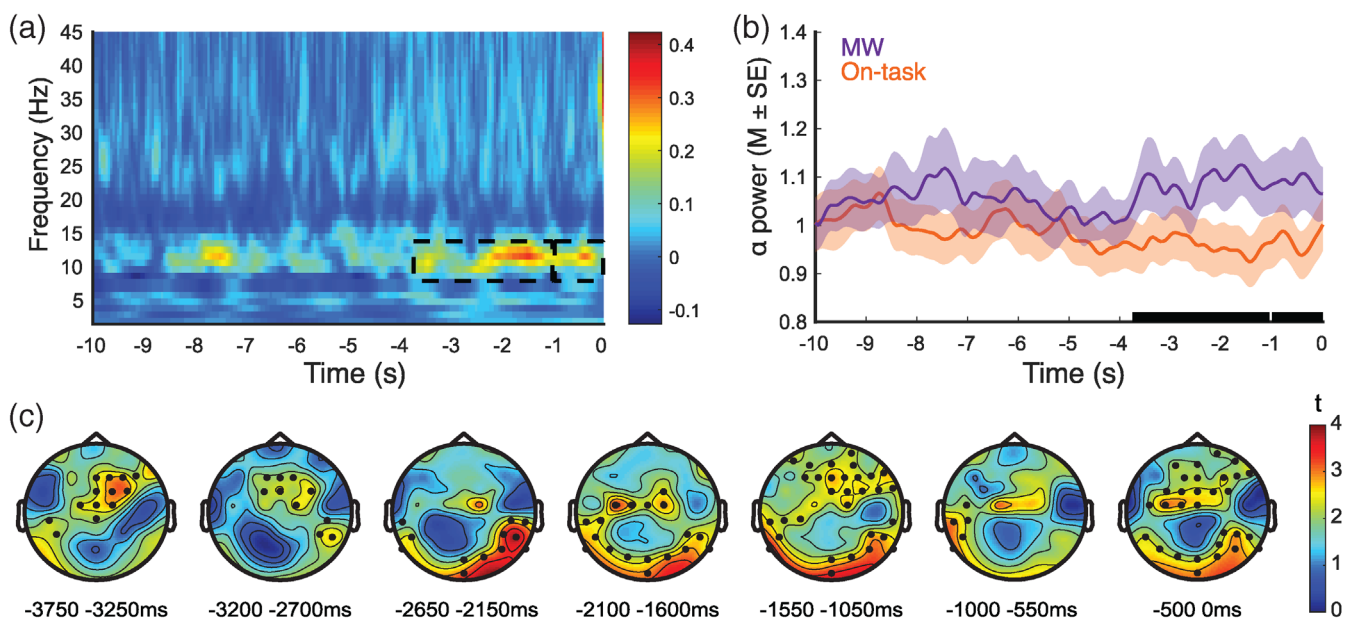 (a)
45
40
35
30
25
20
15
10
5
Frequency (Hz)
-10 -9 -8 -7 -6 -5 -4 -3 -2 -1 0
Time (s)
0.4
0.3
0.2
0.1
0
-0.1
(b)
MW
On-task
1.4
1.3
1.2
1.1
1
0.9
0.8
α power (M ± SE)
-10 -9 -8 -7 -6 -5 -4 -3 -2 -1 0
Time (s)
(c)
-3750 -3250ms
-3200 -2700ms
-2650 -2150ms
-2100 -1600ms
-1550 -1050ms
-1000 -550ms
-500 0ms
t
4
3
2
1
0